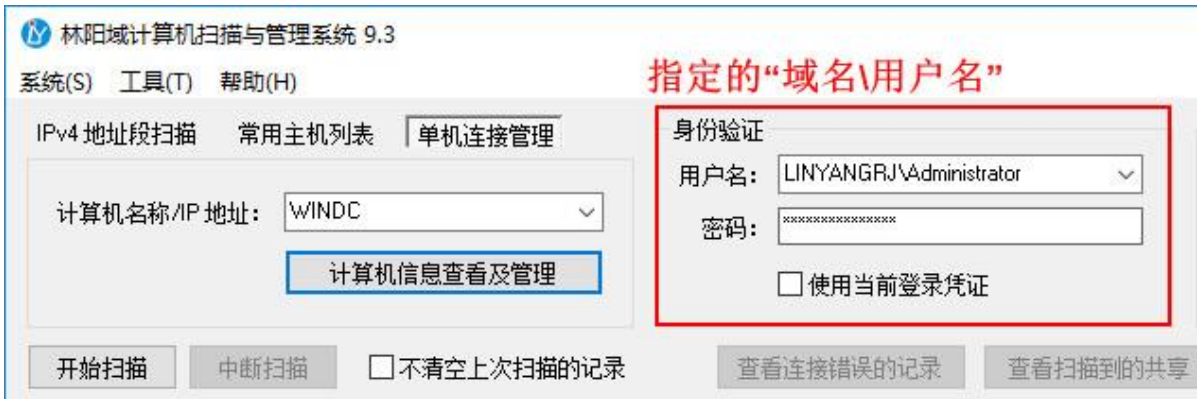 林阳域计算机扫描与管理系统 9.3
系统(S) 工具(T) 帮助(H)
指定的“域名\用户名”
IPv4 地址段扫描 常用主机列表 单机连接管理
身份验证
用户名: LINYANGRJ\Administrator
计算机名称/IP 地址: WINDC
密码: ***************
计算机信息查看及管理
使用当前登录凭证
开始扫描 中断扫描 不清空上次扫描的记录 查看连接错误的记录 查看扫描到的共享